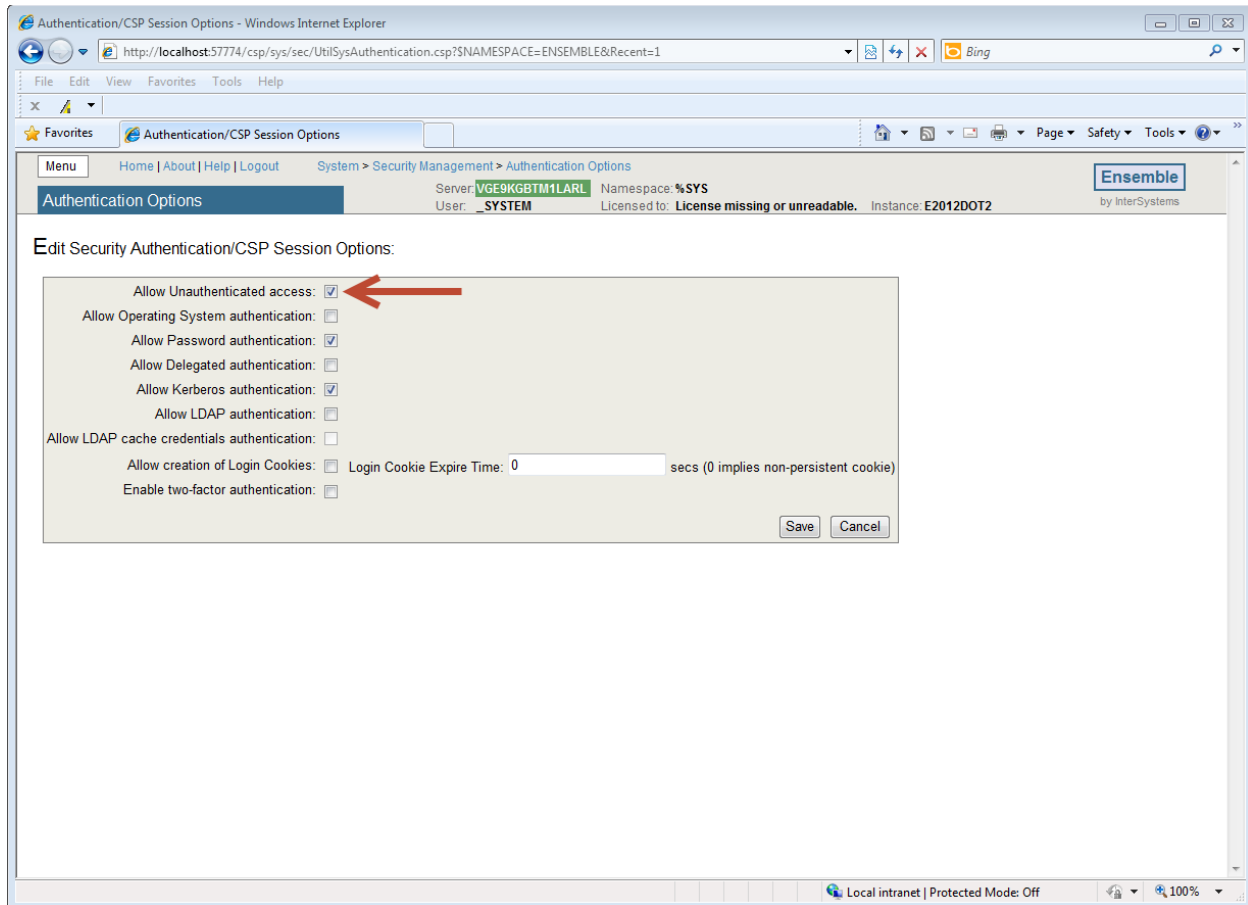 Authentication/CSP Session Options - Windows Internet Explorer
http://localhost:57774/csp/sys/sec/UtilSysAuthentication.csp?$NAMESPACE=ENSEMBLE&Recent=1
Bing
File Edit View Favorites Tools Help
x
Favorites Authentication/CSP Session Options Page Safety Tools
Menu Home | About | Help | Logout System > Security Management > Authentication Options
Ensemble
by InterSystems
Authentication Options
Server: VGE9KGBTM1LARL Namespace: %SYS
User: _SYSTEM Licensed to: License missing or unreadable. Instance: E2012DOT2
Edit Security Authentication/CSP Session Options:
Allow Unauthenticated access:
Allow Operating System authentication:
Allow Password authentication:
Allow Delegated authentication:
Allow Kerberos authentication:
Allow LDAP authentication:
Allow LDAP cache credentials authentication:
Allow creation of Login Cookies: Login Cookie Expire Time: 0 secs (0 implies non-persistent cookie)
Enable two-factor authentication:
Save Cancel
Local intranet | Protected Mode: Off 100%